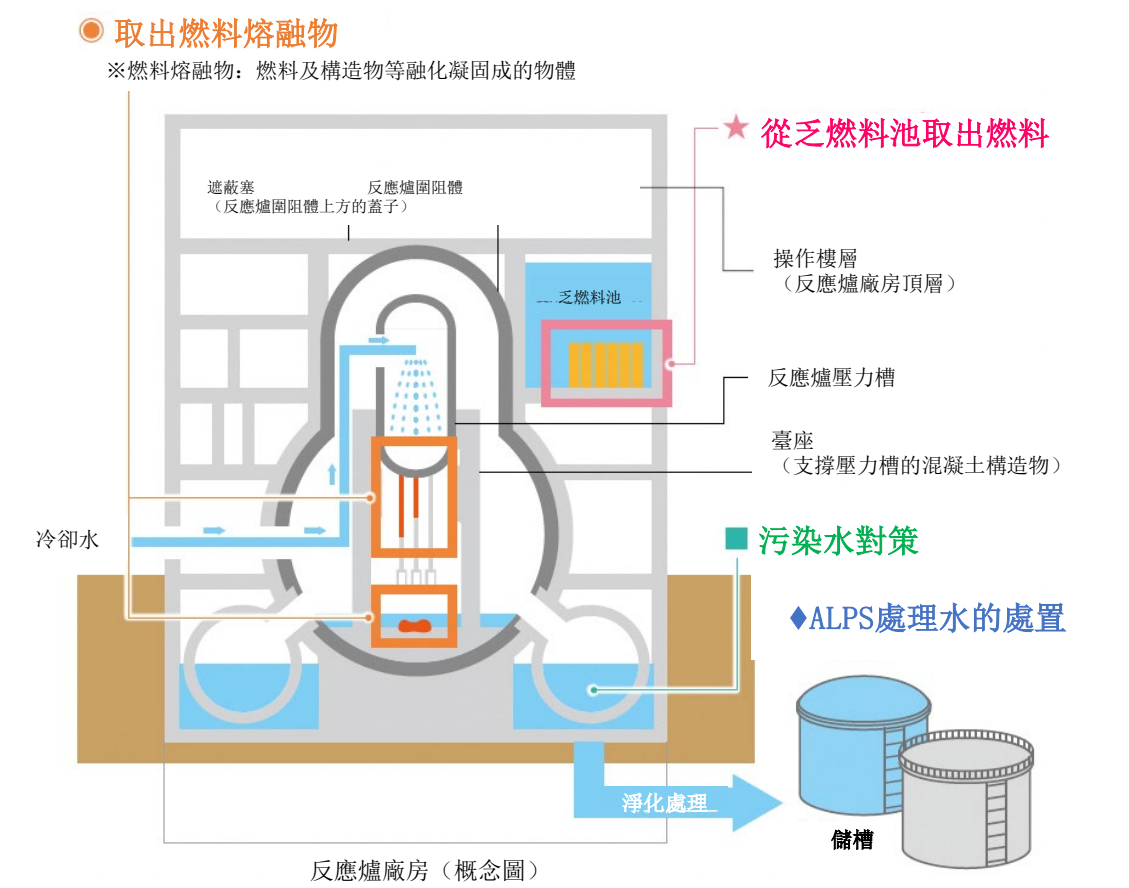 取出燃料熔融物
※燃料熔融物：燃料及構造物等融化凝固成的物體
從乏燃料池取出燃料
遮蔽塞
（反應爐圍阻體上方的蓋子）
反應爐圍阻體
操作樓層
（反應爐廠房頂層）
乏燃料池
反應爐壓力槽
臺座
（支撐壓力槽的混凝土構造物）
冷卻水
污染水對策
♦ALPS處理水的處置
淨化處理
儲槽
反應爐廠房（概念圖）